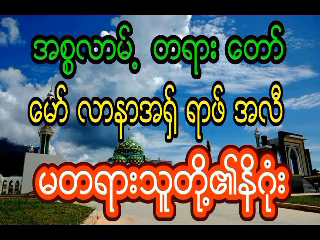 အစ္စလာမ့် တရား တော်
မော် လာနာအရှ် ရာဖ် အလီ
မတရားသူတို့၏နိဂုံး